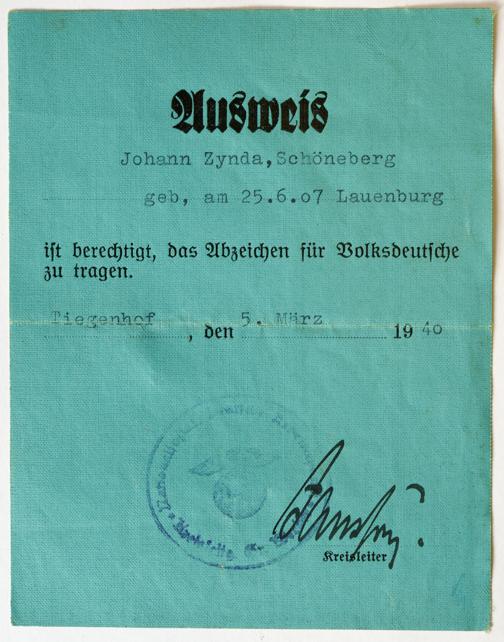 Ausweis
Johann Zynda, Schöneberg
geb, am 25.6.o7 Lauenburg
ist berechtigt, das Abzeichen für Volksdeutsche
zu tragen.
Tiegenhof, den 5. März 1940
Kreisleiter